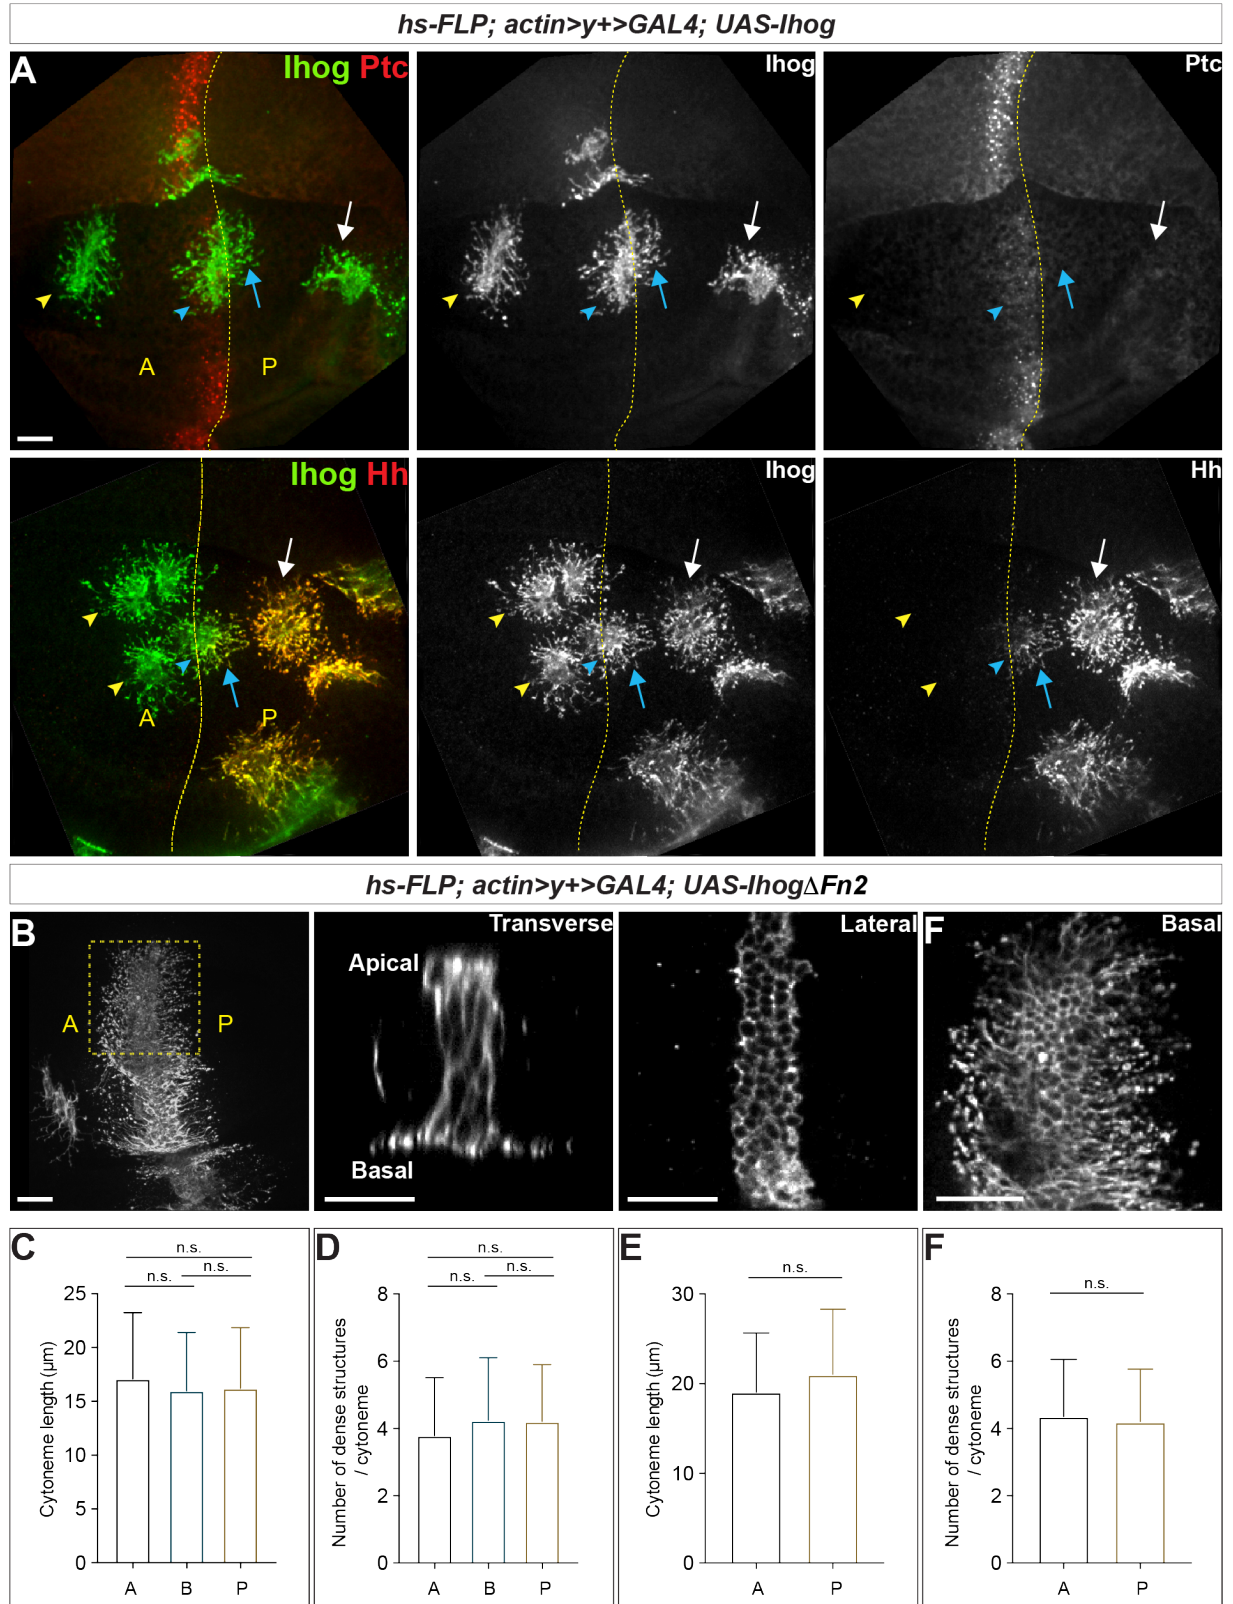 hs-FLP; actin>y+>GAL4; UAS-Ihog
A
Ihog Ptc
Ihog
Ptc
A
P
Ihog Hh
Ihog
Hh
A
P
hs-FLP; actin>y+>GAL4; UAS-Ihog∆Fn2
B
A
P
Transverse
Apical
Basal
Lateral
F
Basal
C
n.s.
n.s.
n.s.
Cytoneme length (µm)
25
20
15
10
5
0
A B P
D
n.s.
n.s.
n.s.
Number of dense structures
/ cytoneme
8
6
4
2
0
A B P
E
n.s.
Cytoneme length (µm)
30
20
10
0
A P
F
n.s.
Number of dense structures
/ cytoneme
8
6
4
2
0
A P